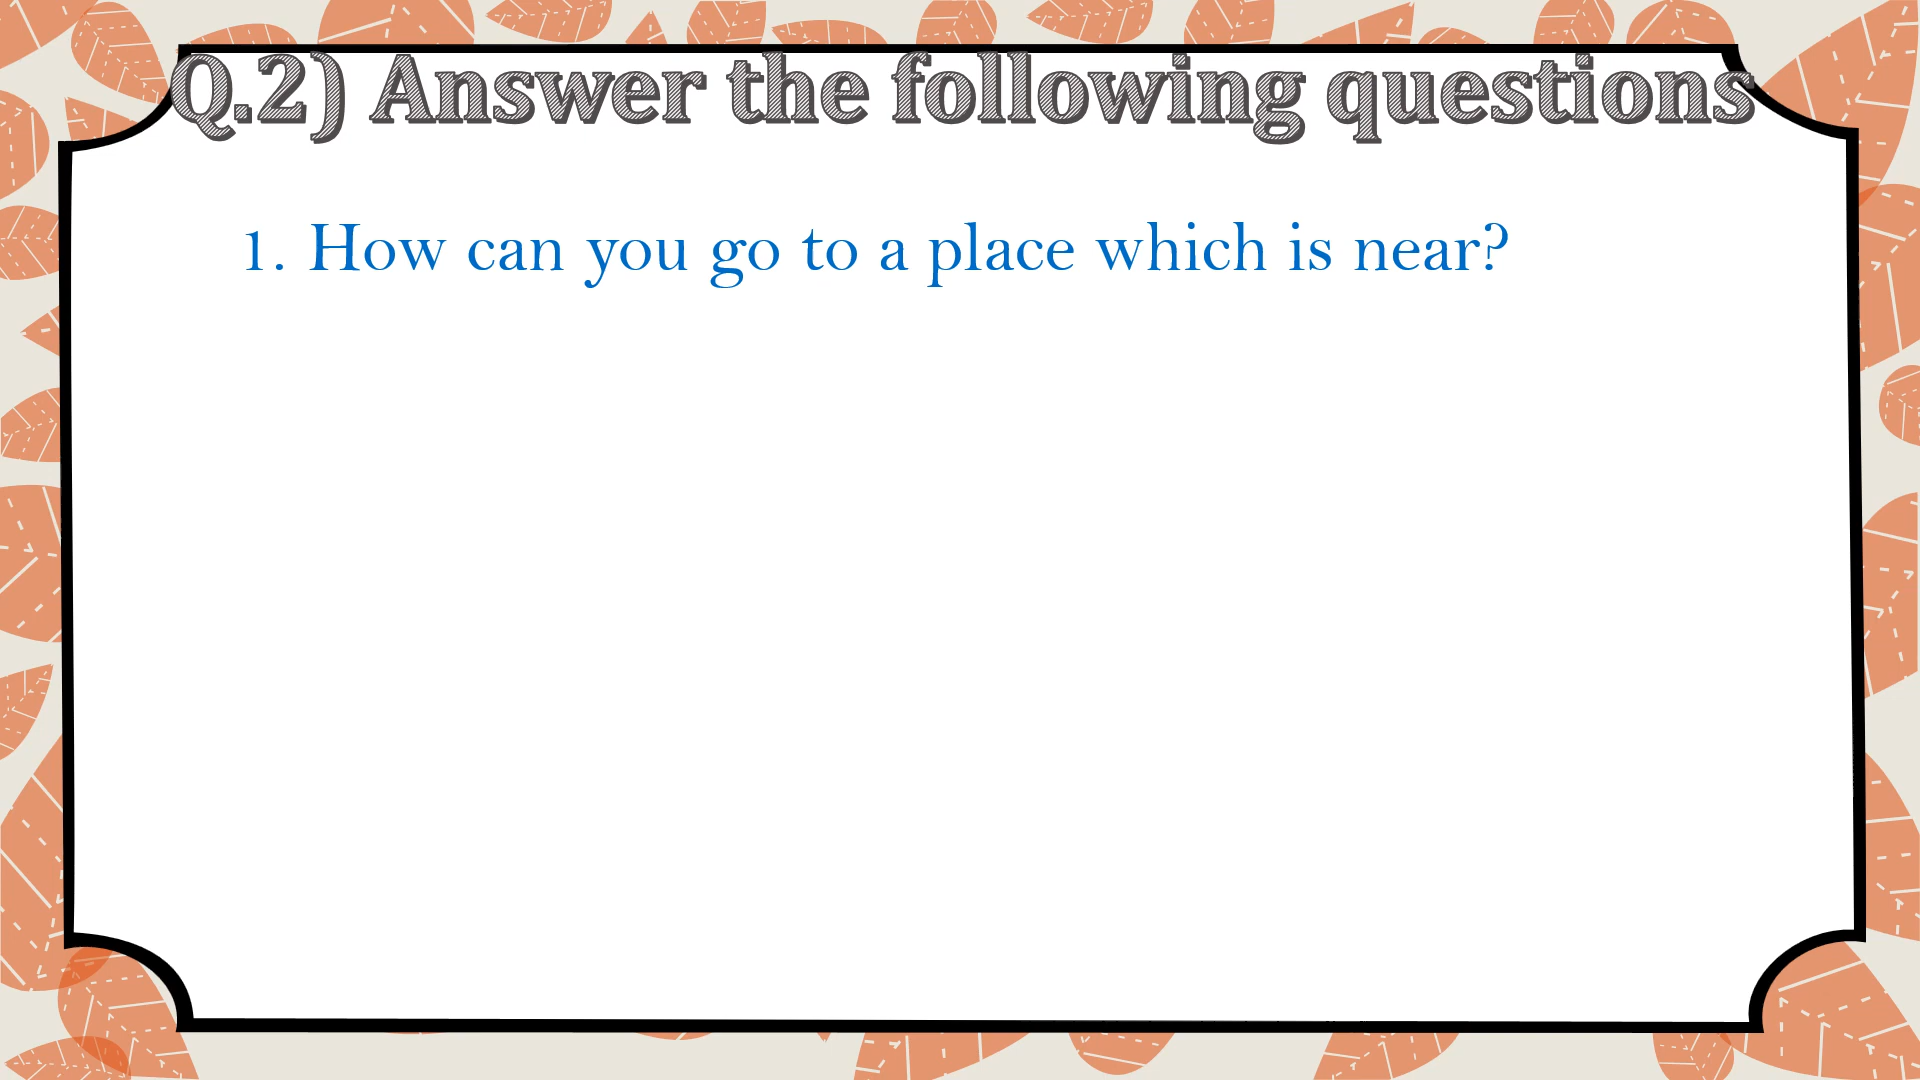 Q.2) Answer the following questions
1. How can you go to a place which is near?